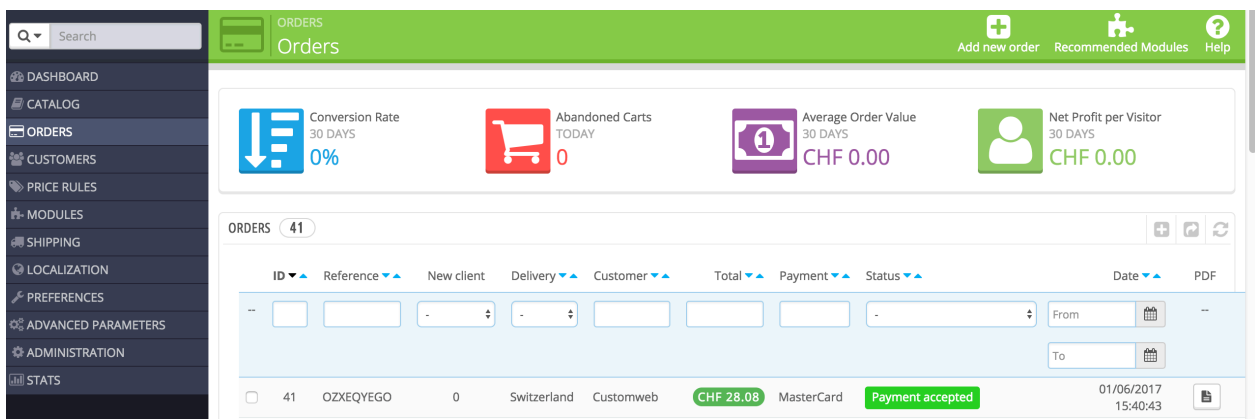 Search
ORDERS
Orders
Add new order Recommended Modules Help
DASHBOARD
CATALOG
ORDERS
CUSTOMERS
PRICE RULES
MODULES
SHIPPING
LOCALIZATION
PREFERENCES
ADVANCED PARAMETERS
ADMINISTRATION
STATS
Conversion Rate
30 DAYS
0%
Abandoned Carts
TODAY
0
1
Average Order Value
30 DAYS
CHF 0.00
Net Profit per Visitor
30 DAYS
CHF 0.00
ORDERS 41
ID Reference New client Delivery Customer Total Payment Status Date PDF
-- - - - From --
To
41 OZXEQYEGO 0 Switzerland Customweb CHF 28.08 MasterCard Payment accepted 01/06/2017
15:40:43